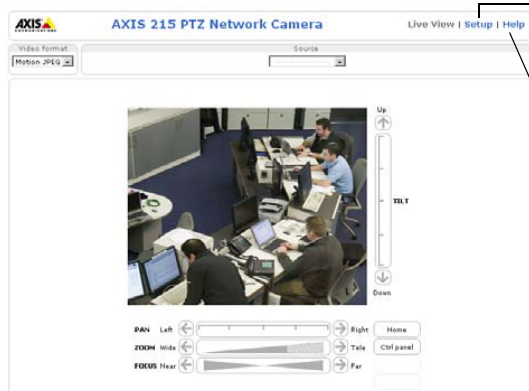 AXIS
COMMUNICATIONS
AXIS 215 PTZ Network Camera
Live View | Setup | Help
Video format
Source
Motion JPEG
Up
TILT
Down
PAN Left Right Home
ZOOM Wide Tele Ctrl panel
FOCUS Near Far